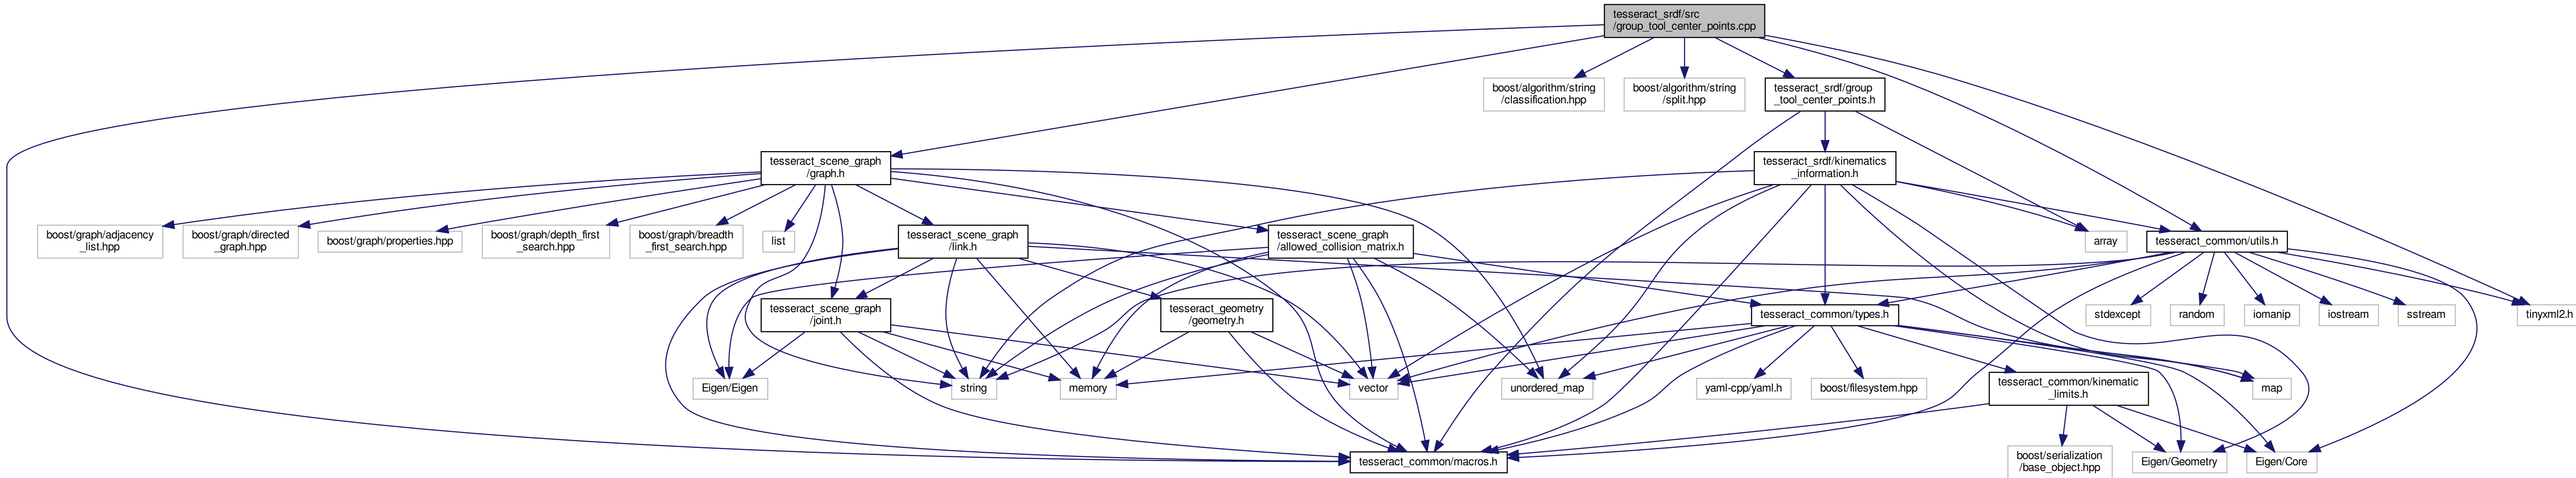 tesseract_srdf/src
/group_tool_center_points.cpp
boost/algorithm/string
/classification.hpp
boost/algorithm/string
/split.hpp
tesseract_srdf/group
_tool_center_points.h
tesseract_scene_graph
/graph.h
tesseract_srdf/kinematics
_information.h
boost/graph/adjacency
_list.hpp
boost/graph/directed
_graph.hpp
boost/graph/properties.hpp
boost/graph/depth_first
_search.hpp
boost/graph/breadth
_first_search.hpp
list
tesseract_scene_graph
/link.h
tesseract_scene_graph
/allowed_collision_matrix.h
array
tesseract_common/utils.h
tesseract_scene_graph
/joint.h
tesseract_geometry
/geometry.h
tesseract_common/types.h
stdexcept
random
iomanip
iostream
sstream
tinyxml2.h
Eigen/Eigen
string
memory
vector
unordered_map
yaml-cpp/yaml.h
boost/filesystem.hpp
tesseract_common/kinematic
_limits.h
map
tesseract_common/macros.h
boost/serialization
/base_object.hpp
Eigen/Geometry
Eigen/Core